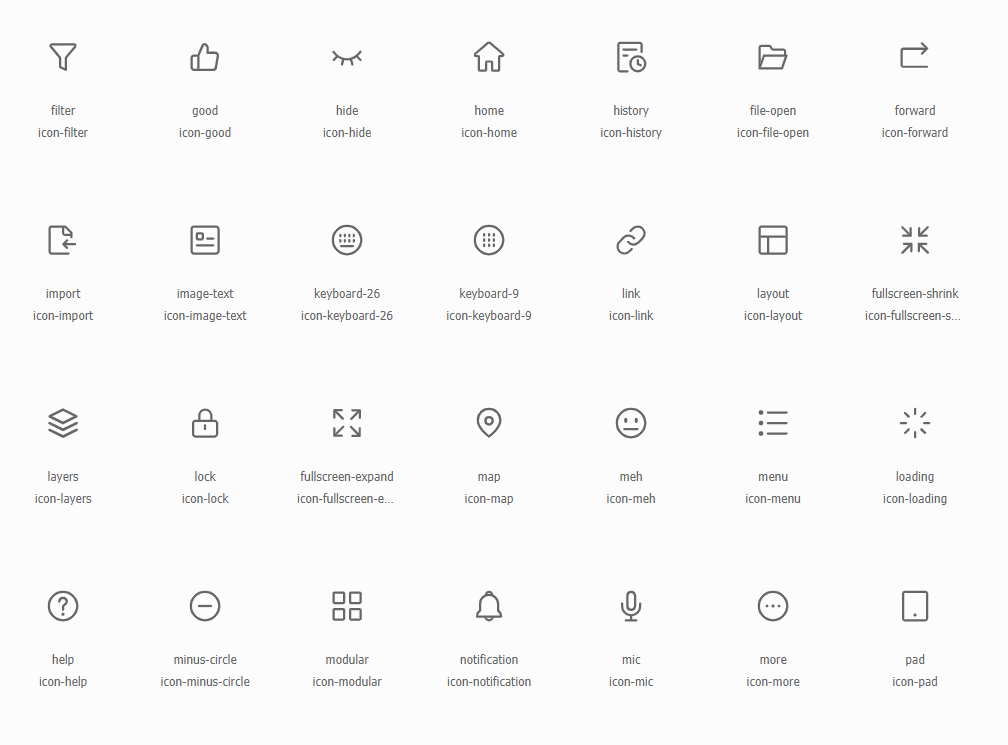 filter good hide home history file-open forward
icon-filter icon-good icon-hide icon-home icon-history icon-file-open icon-forward
import image-text keyboard-26 keyboard-9 link layout fullscreen-shrink
icon-import icon-image-text icon-keyboard-26 icon-keyboard-9 icon-link icon-layout icon-fullscreen-s...
layers lock fullscreen-expand map meh menu loading
icon-layers icon-lock icon-fullscreen-e... icon-map icon-meh icon-menu icon-loading
help minus-circle modular notification mic more pad
icon-help icon-minus-circle icon-modular icon-notification icon-mic icon-more icon-pad